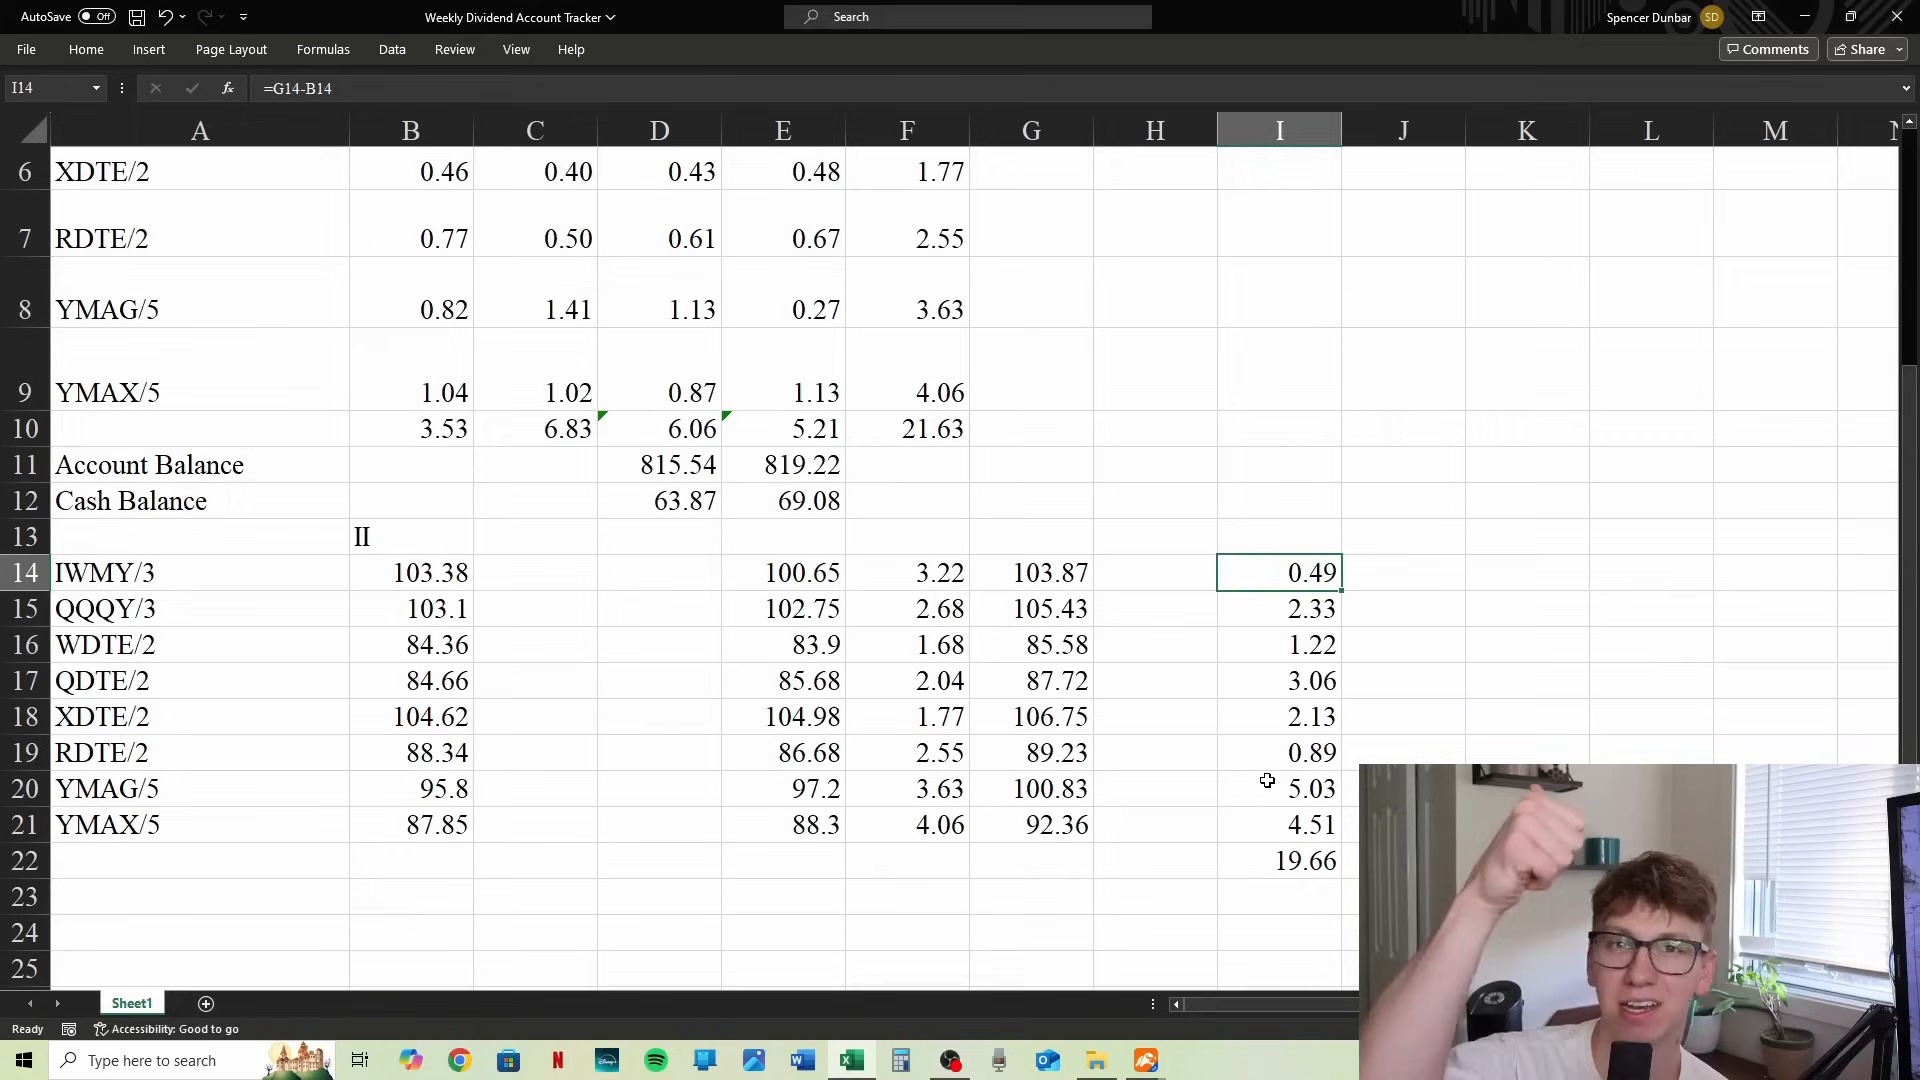 AutoSave Off Weekly Dividend Account Tracker Search Spencer Dunbar SD
File Home Insert Page Layout Formulas Data Review View Help Comments Share
I14 fx =G14-B14
A B C D E F G H I J K L M N
6 XDTE/2 0.46 0.40 0.43 0.48 1.77
7 RDTE/2 0.77 0.50 0.61 0.67 2.55
8 YMAG/5 0.82 1.41 1.13 0.27 3.63
9 YMAX/5 1.04 1.02 0.87 1.13 4.06
10 3.53 6.83 6.06 5.21 21.63
11 Account Balance 815.54 819.22
12 Cash Balance 63.87 69.08
13 II
14 IWMY/3 103.38 100.65 3.22 103.87 0.49
15 QQQY/3 103.1 102.75 2.68 105.43 2.33
16 WDTE/2 84.36 83.9 1.68 85.58 1.22
17 QDTE/2 84.66 85.68 2.04 87.72 3.06
18 XDTE/2 104.62 104.98 1.77 106.75 2.13
19 RDTE/2 88.34 86.68 2.55 89.23 0.89
20 YMAG/5 95.8 97.2 3.63 100.83 5.03
21 YMAX/5 87.85 88.3 4.06 92.36 4.51
22 19.66
23
24
25
Sheet1
Ready Accessibility: Good to go
Type here to search